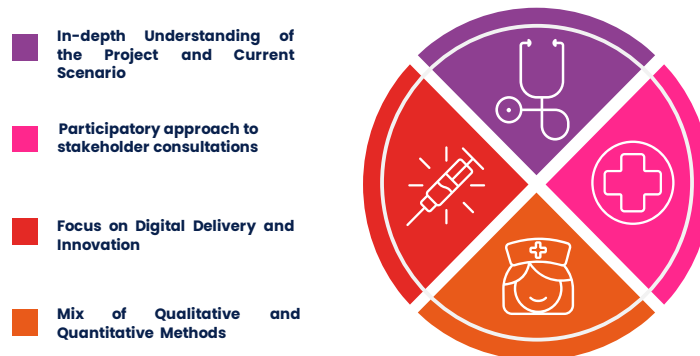 In-depth Understanding of
the Project and Current
Scenario
Participatory approach to
stakeholder consultations
Focus on Digital Delivery and
Innovation
Mix of Qualitative and
Quantitative Methods